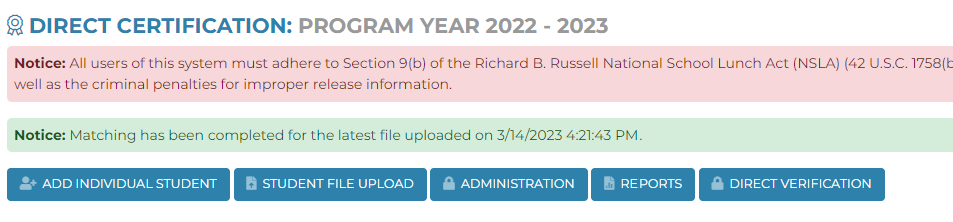 DIRECT CERTIFICATION: PROGRAM YEAR 2022 - 2023
Notice: All users of this system must adhere to Section 9(b) of the Richard B. Russell National School Lunch Act (NSLA) (42 U.S.C. 1758(b
well as the criminal penalties for improper release information.
Notice: Matching has been completed for the latest file uploaded on 3/14/2023 4:21:43 PM.
ADD INDIVIDUAL STUDENT STUDENT FILE UPLOAD ADMINISTRATION REPORTS DIRECT VERIFICATION